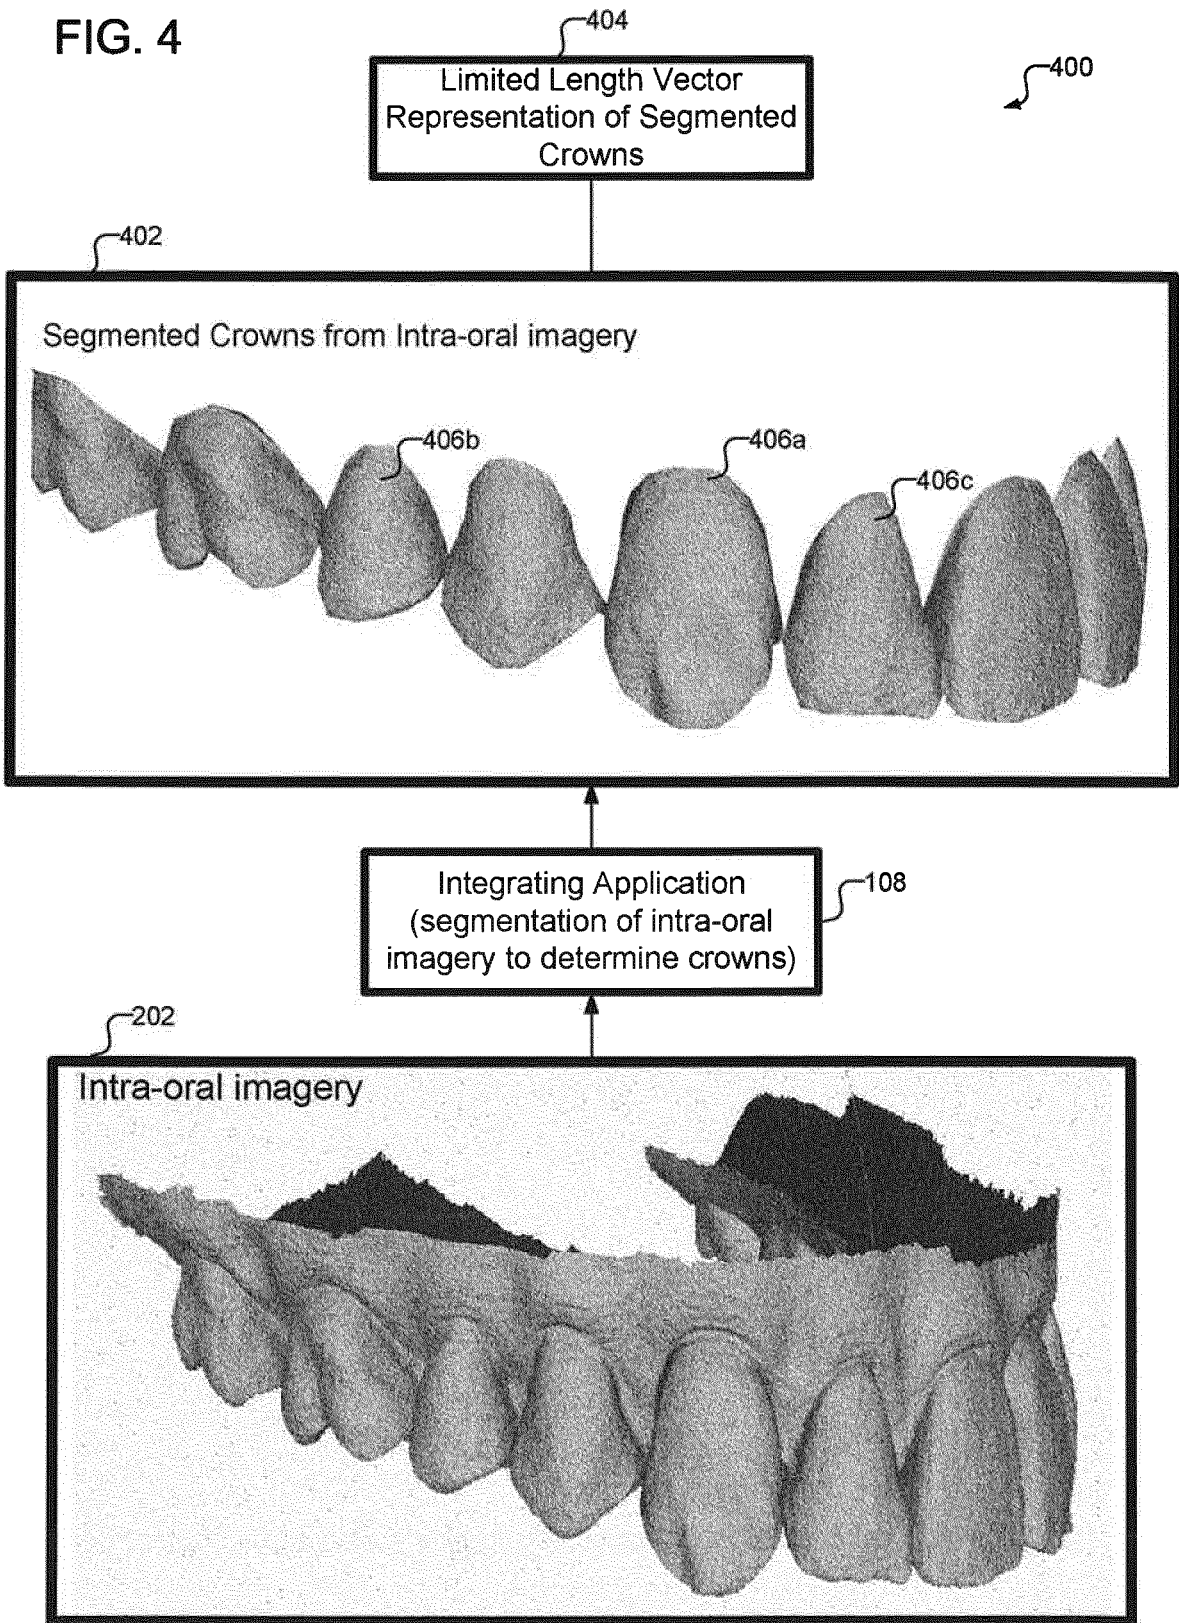 FIG. 4
404
400
Limited Length Vector
Representation of Segmented
Crowns
402
Segmented Crowns from Intra-oral imagery
406b
406a
406c
Integrating Application
(segmentation of intra-oral
imagery to determine crowns)
108
202
Intra-oral imagery